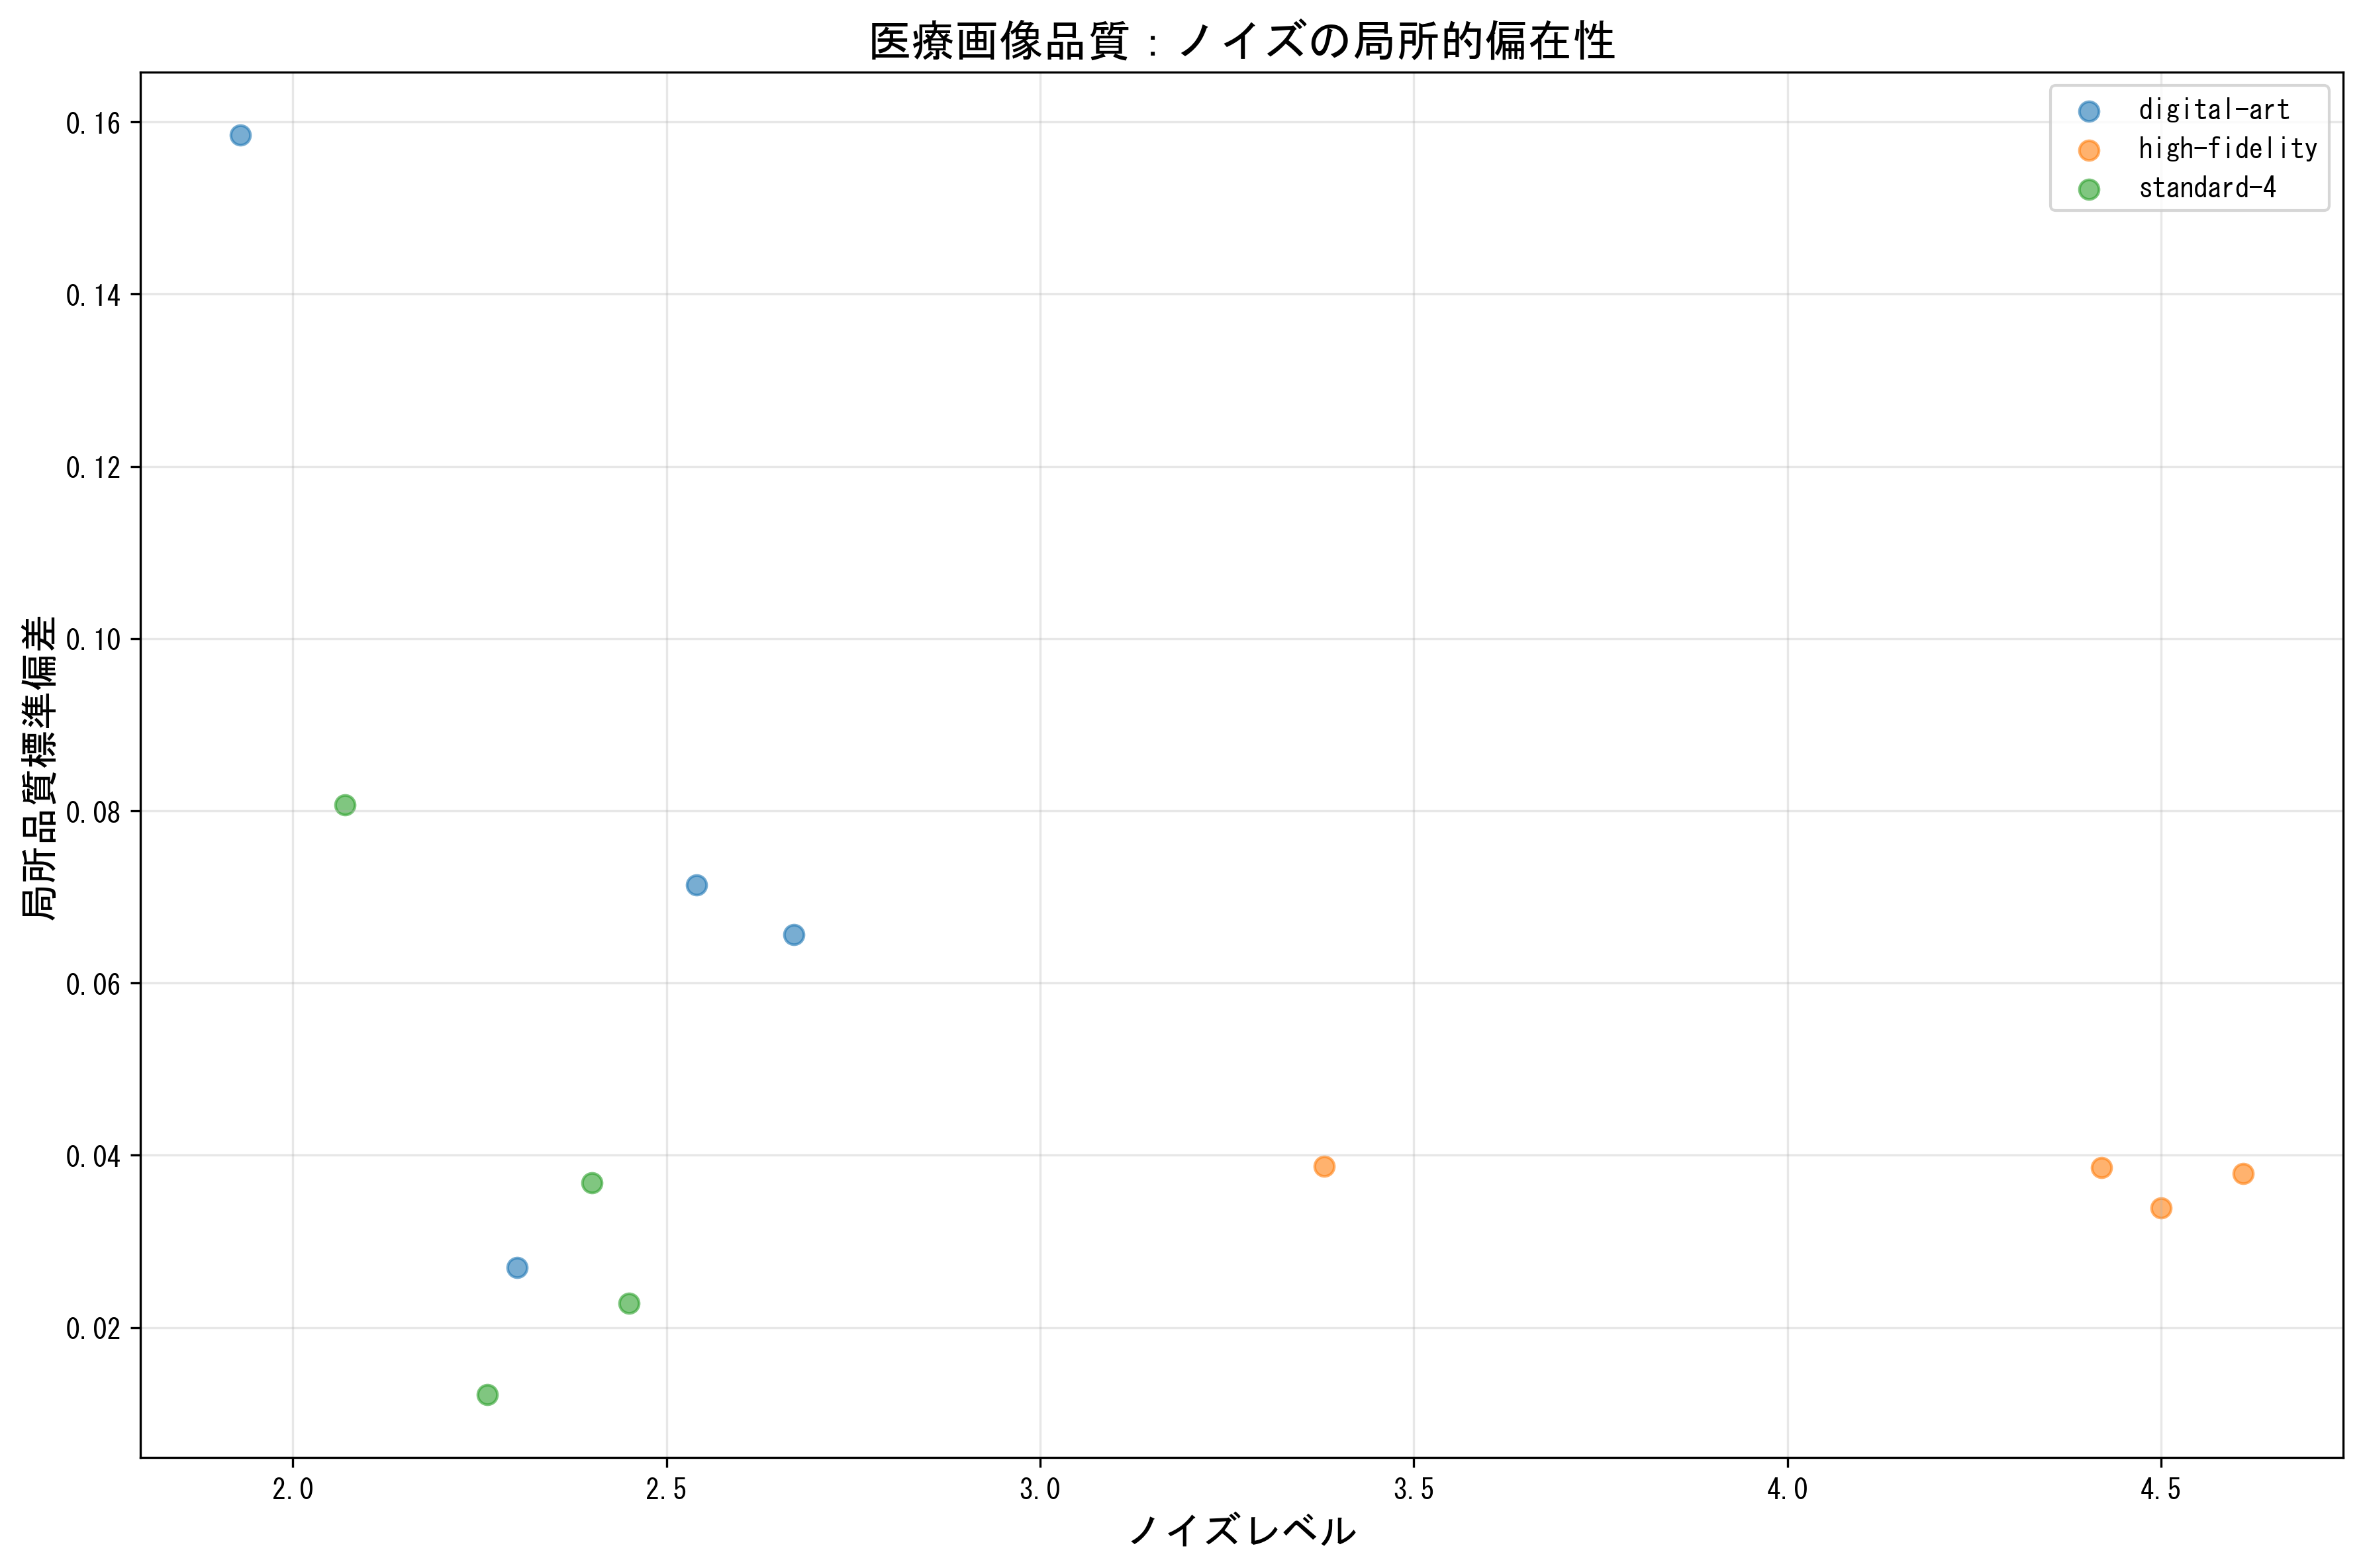 医療画像品質：ノイズの局所的偏在性
digital-art
high-fidelity
standard-4
局所品質標準偏差
0.16
0.14
0.12
0.10
0.08
0.06
0.04
0.02
2.0
2.5
3.0
3.5
4.0
4.5
ノイズレベル